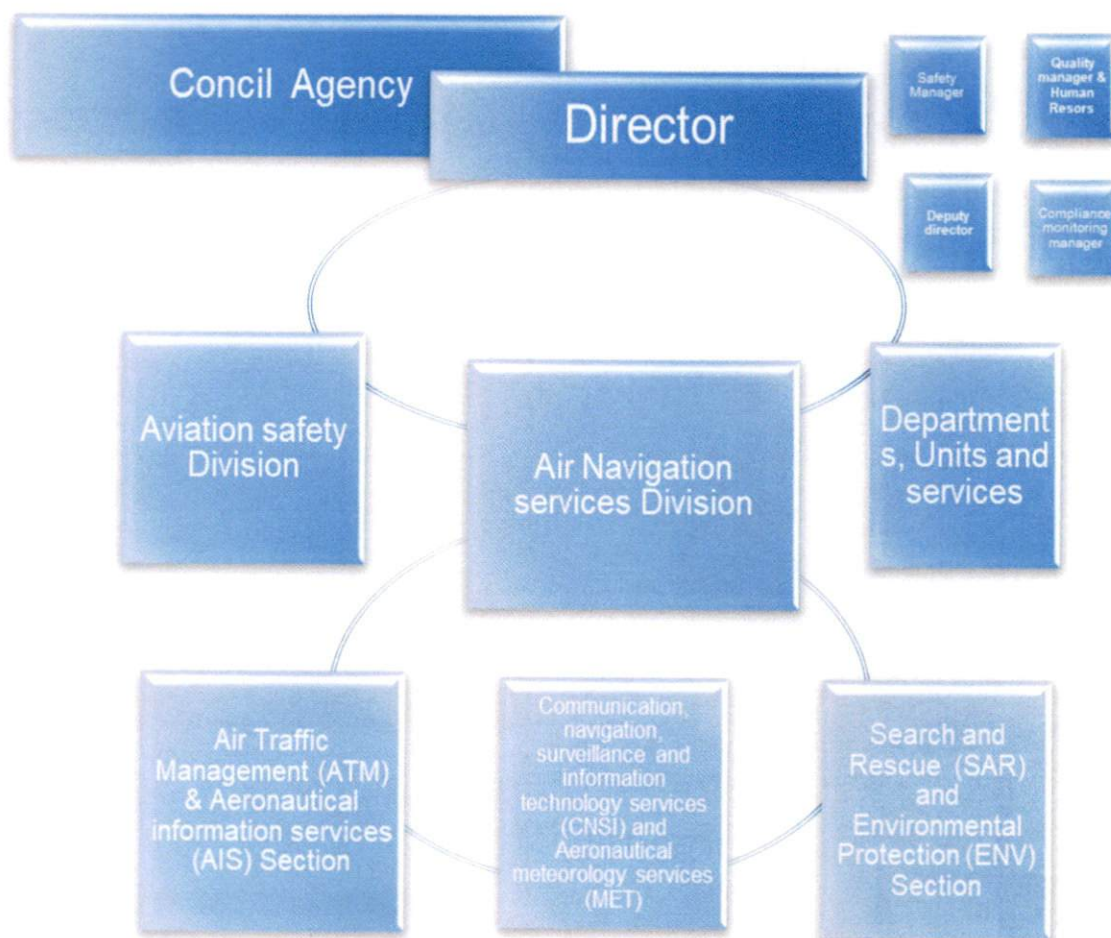 Concil Agency
Director
Safety
Manager
Quality
manager &
Human
Resors
Deputy
director
Compliance
monitoring
manager
Aviation safety
Division
Air Navigation
services Division
Department
s, Units and
services
Air Traffic
Management (ATM)
& Aeronautical
information services
(AIS) Section
Communication,
navigation,
surveillance and
information
technology services
(CNSI) and
Aeronautical
meteorology services
(MET)
Search and
Rescue (SAR)
and
Environmental
Protection (ENV)
Section